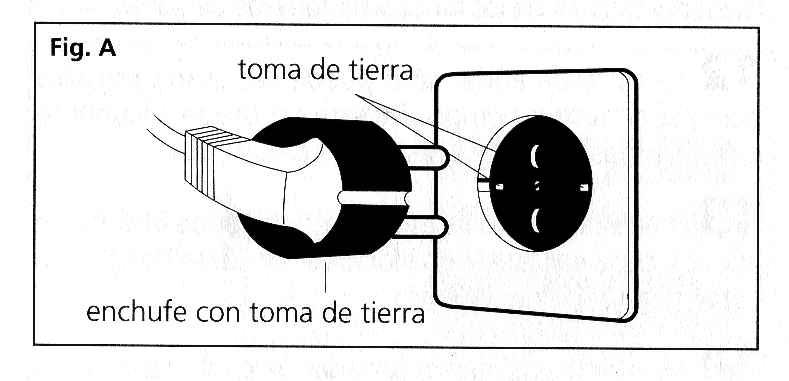 Fig. A
toma de tierra
enchufe con toma de tierra